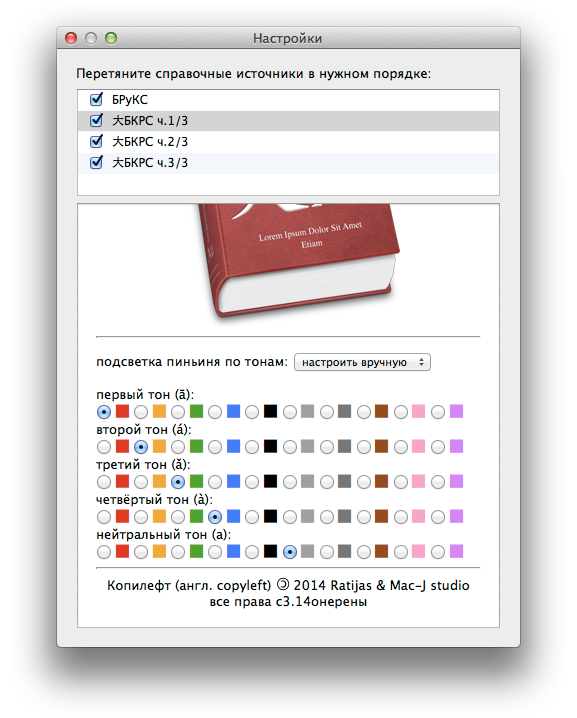 Настройки
Перетяните справочные источники в нужном порядке:
БРуКС
大БКРС ч.1/3
大БКРС ч.2/3
大БКРС ч.3/3
Lorem Ipsum Dolor Sit Amet
Etiam
подсветка пиньиня по тонам: настроить вручную
первый тон (ā):
второй тон (á):
третий тон (ǎ):
четвёртый тон (à):
нейтральный тон (a):
Копилефт (англ. copyleft) 🄯 2014 Ratijas & Mac-J studio
все права с3.14онерены